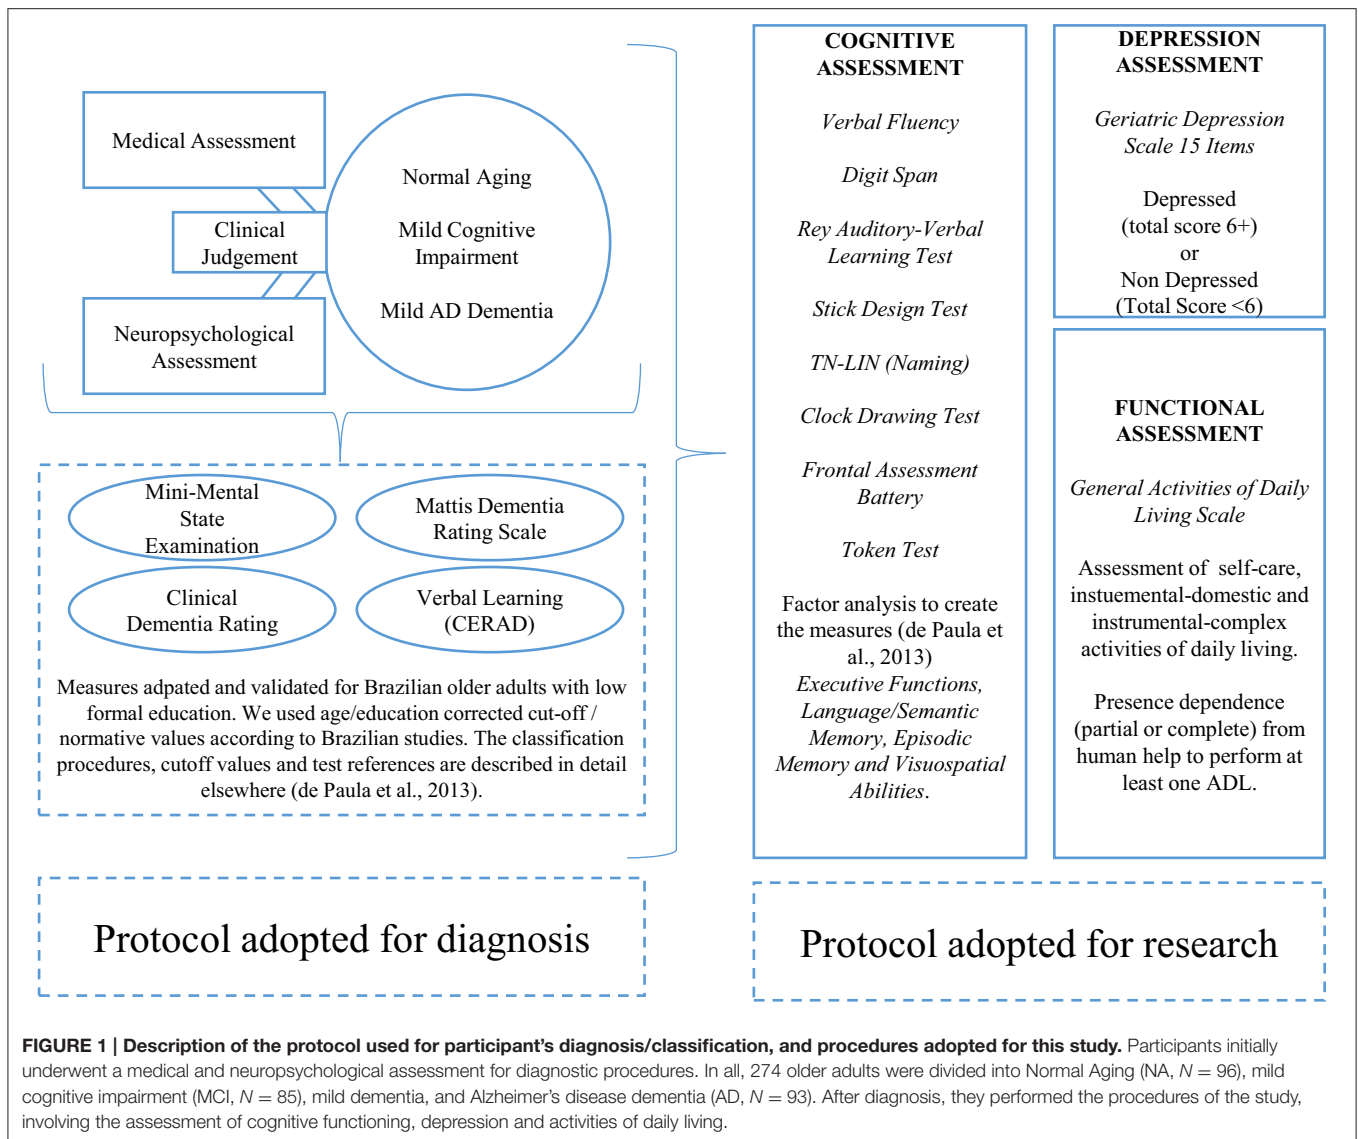 Medical Assessment
Clinical
Judgement
Neuropsychological
Assessment
Normal Aging
Mild Cognitive
Impairment
Mild AD Dementia
Mini-Mental
State
Examination
Mattis Dementia
Rating Scale
Clinical
Dementia Rating
Verbal Learning
(CERAD)
Measures adpated and validated for Brazilian older adults with low
formal education. We used age/education corrected cut-off /
normative values according to Brazilian studies. The classification
procedures, cutoff values and test references are described in detail
elsewhere (de Paula et al., 2013).
Protocol adopted for diagnosis
COGNITIVE
ASSESSMENT
Verbal Fluency
Digit Span
Rey Auditory-Verbal
Learning Test
Stick Design Test
TN-LIN (Naming)
Clock Drawing Test
Frontal Assessment
Battery
Token Test
Factor analysis to create
the measures (de Paula et
al., 2013)
Executive Functions,
Language/Semantic
Memory, Episodic
Memory and Visuospatial
Abilities.
DEPRESSION
ASSESSMENT
Geriatric Depression
Scale 15 Items
Depressed
(total score 6+)
or
Non Depressed
(Total Score <6)
FUNCTIONAL
ASSESSMENT
General Activities of Daily
Living Scale
Assessment of self-care,
instuemental-domestic and
instrumental-complex
activities of daily living.
Presence dependence
(partial or complete) from
human help to perform at
least one ADL.
Protocol adopted for research
FIGURE 1 | Description of the protocol used for participant's diagnosis/classification, and procedures adopted for this study. Participants initially
underwent a medical and neuropsychological assessment for diagnostic procedures. In all, 274 older adults were divided into Normal Aging (NA, N = 96), mild
cognitive impairment (MCI, N = 85), mild dementia, and Alzheimer's disease dementia (AD, N = 93). After diagnosis, they performed the procedures of the study,
involving the assessment of cognitive functioning, depression and activities of daily living.